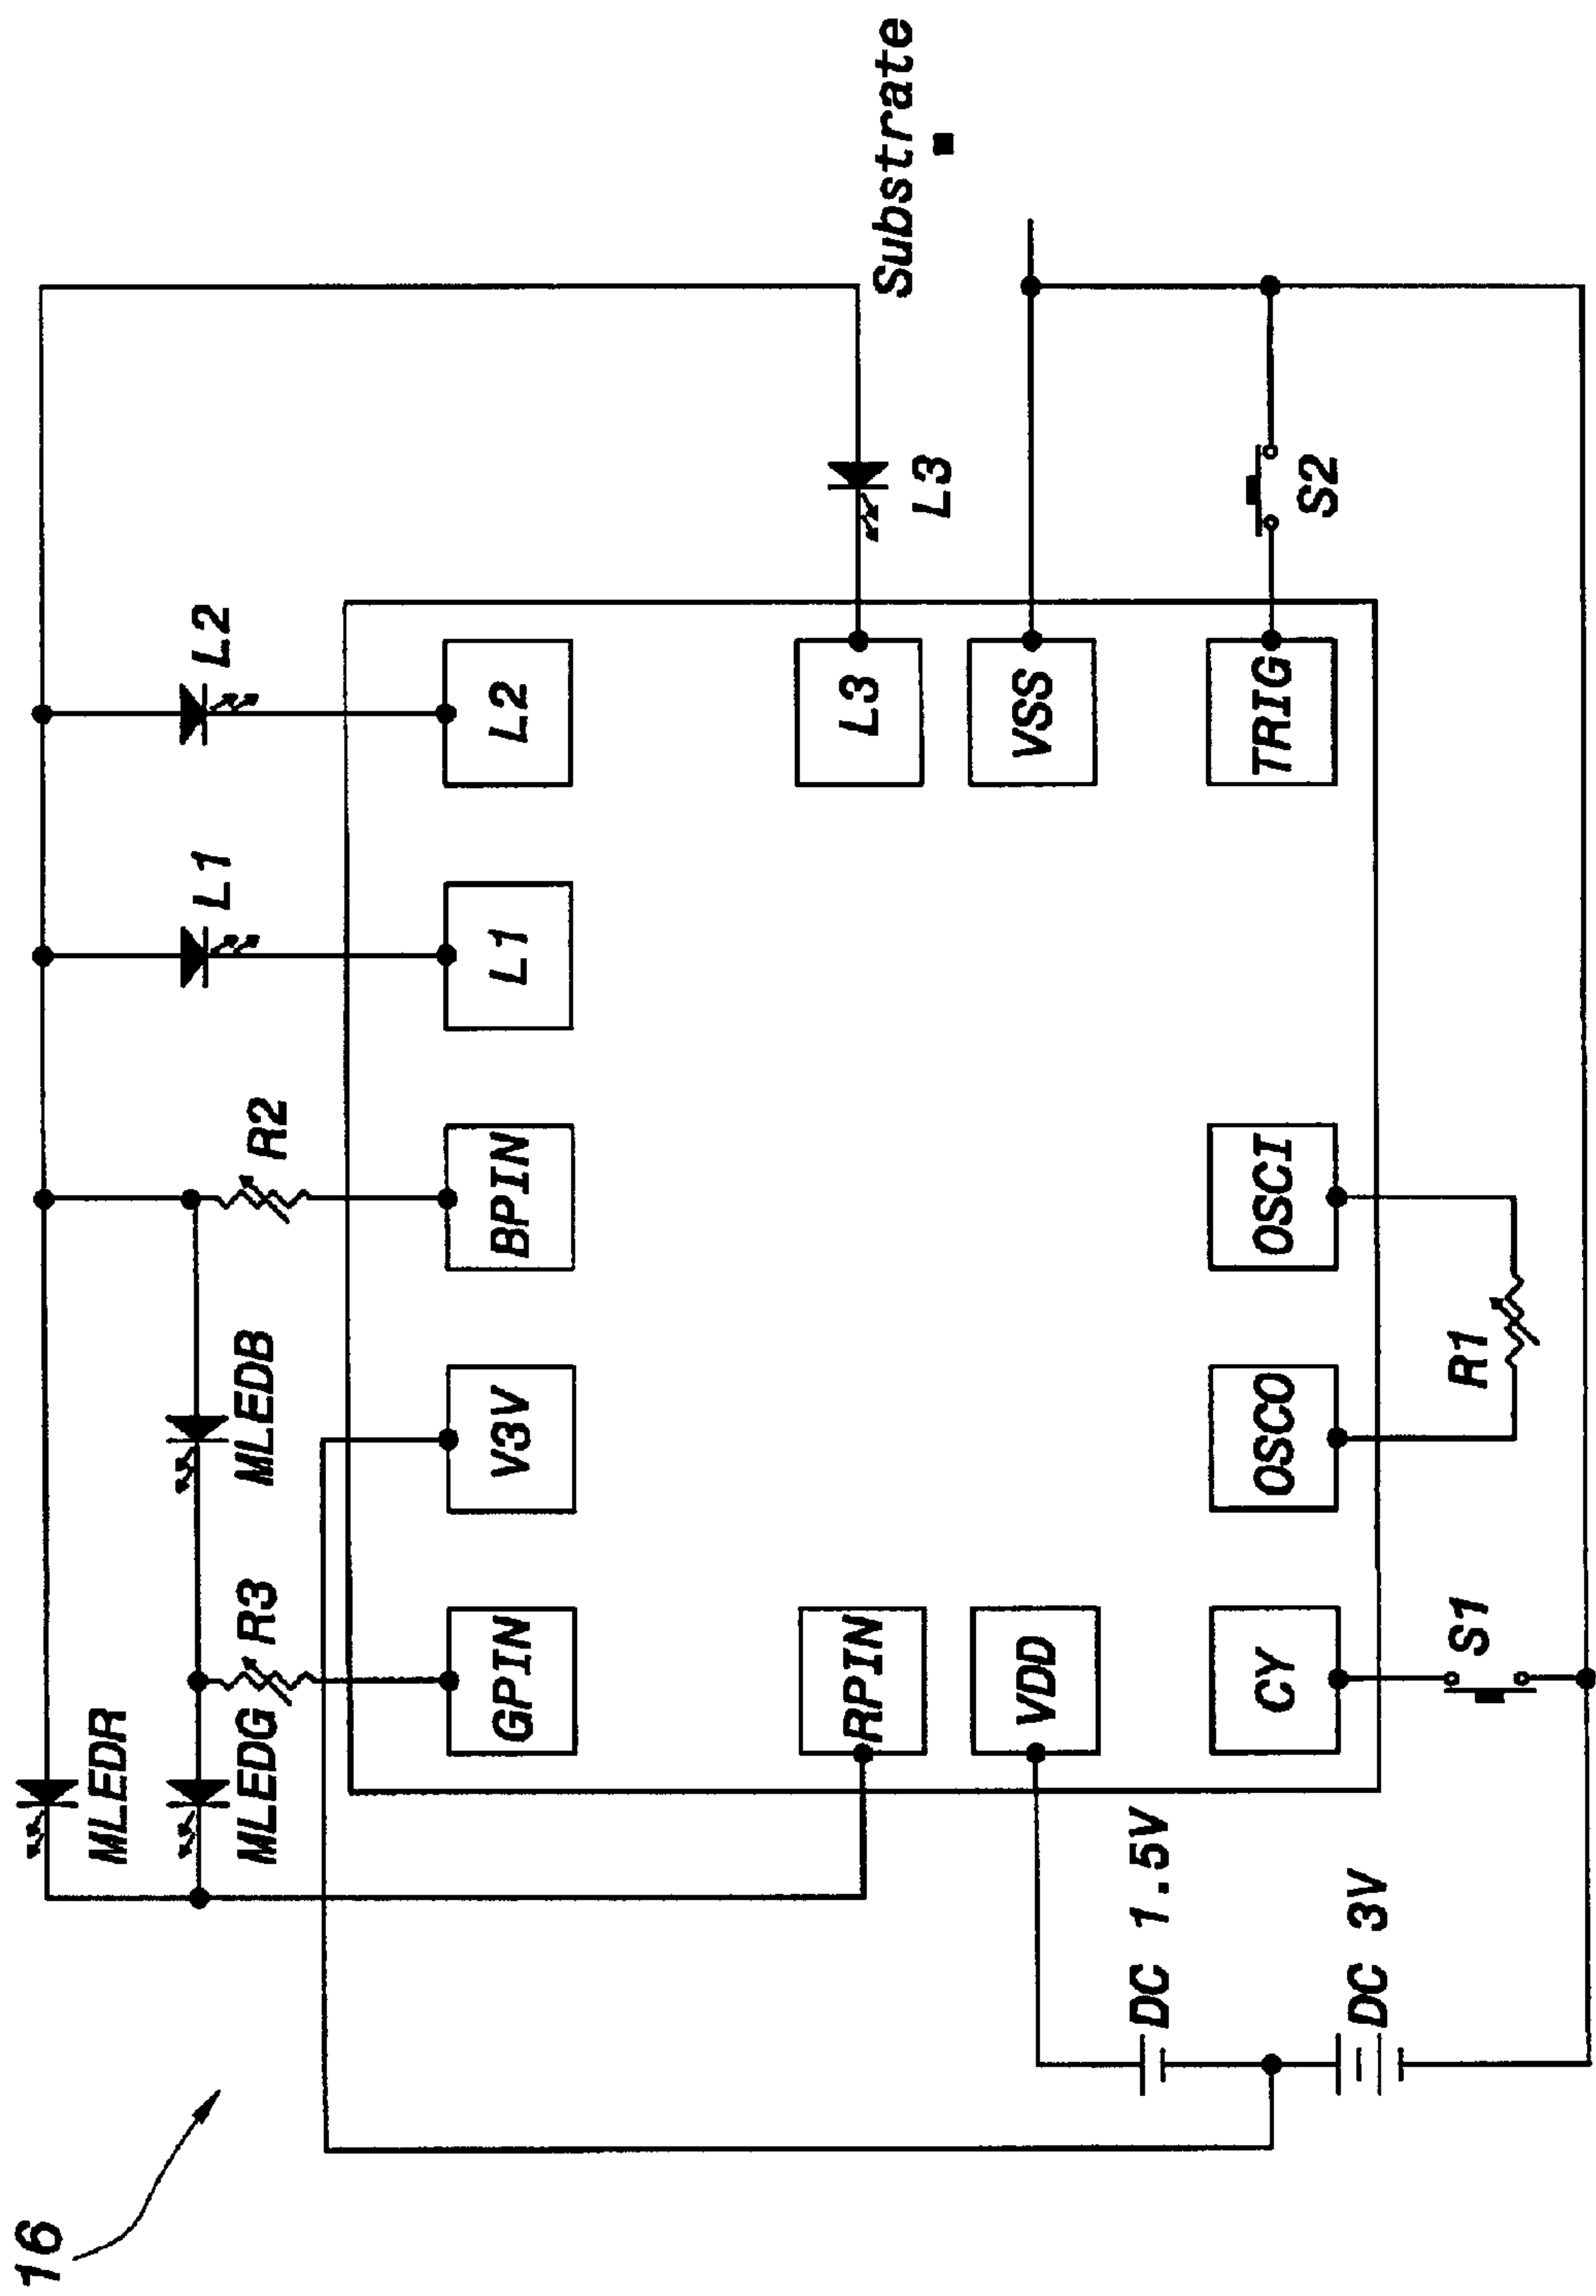 16
MLEDR
MLEDG
R3
MLEDB
R2
L1
L2
GPIN
V3V
BPIN
L1
L2
RPIN
L3
L3
Substrate
VDD
VSS
DC 1.5V
CY
OSCO
OSCI
TRIG
S2
DC 3V
S1
R1